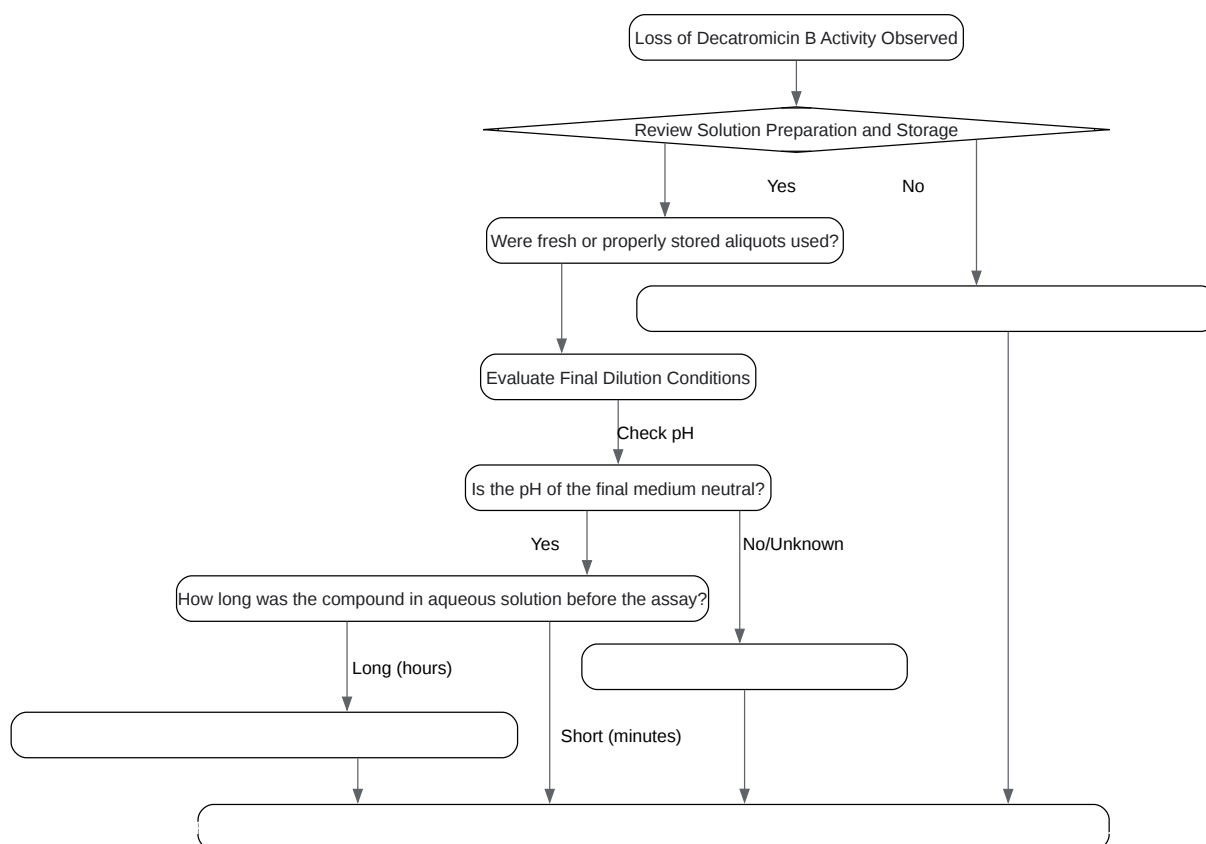 Loss of Decatromicin B Activity Observed
Review Solution Preparation and Storage
Yes
No
Were fresh or properly stored aliquots used?
Evaluate Final Dilution Conditions
Check pH
Is the pH of the final medium neutral?
Yes
No/Unknown
How long was the compound in aqueous solution before the assay?
Long (hours)
Short (minutes)